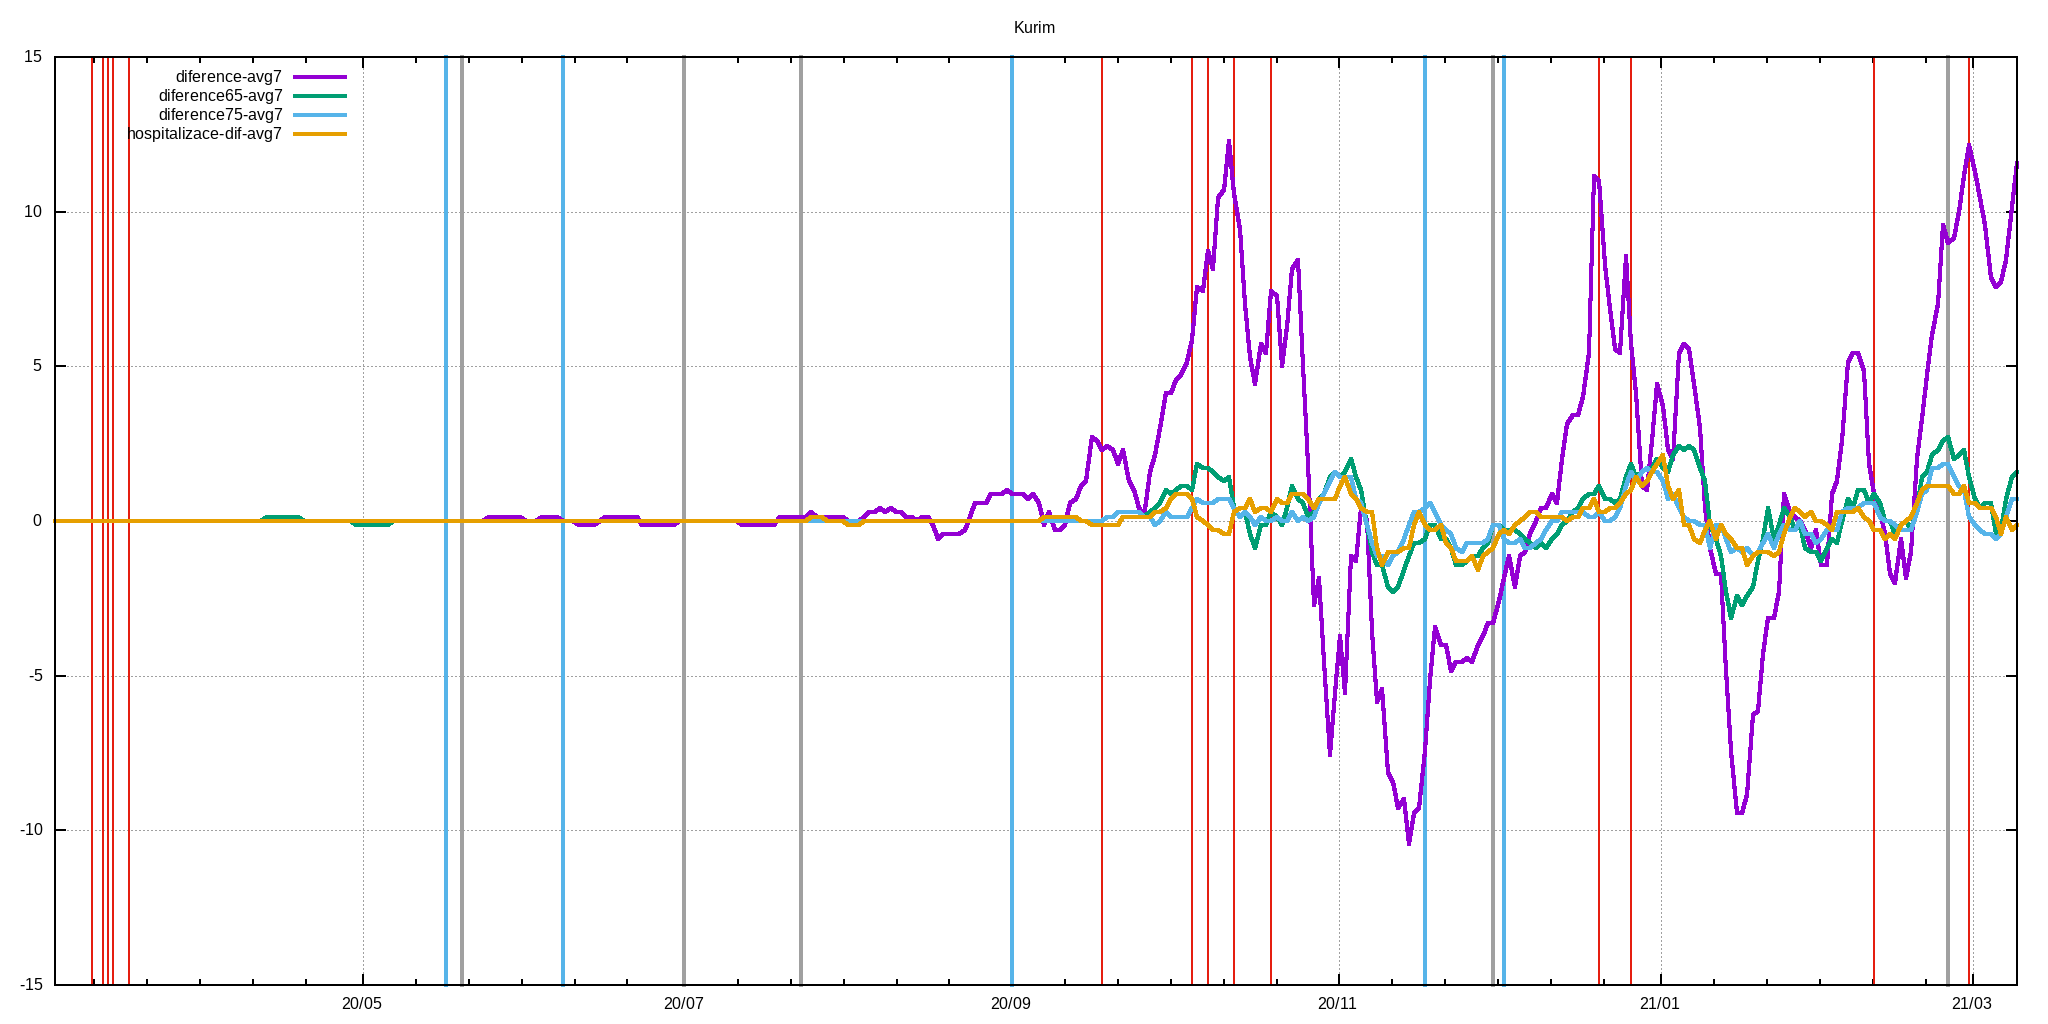 Kurim
15
diference-avg7
diference65-avg7
diference75-avg7
hospitalizace-dif-avg7
10
5
0
-5
-10
-15
20/05 20/07 20/09 20/11 21/01 21/03